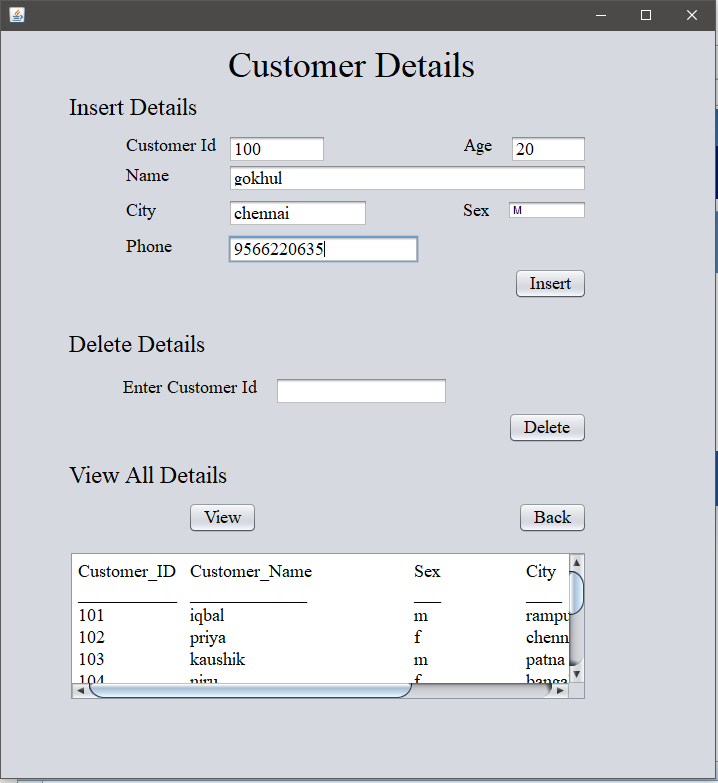 Customer Details
Insert Details
Customer Id 100 Age 20
Name gokhul
City chennai Sex M
Phone 9566220635
Insert
Delete Details
Enter Customer Id
Delete
View All Details
View Back
Customer_ID Customer_Name Sex City
101 iqbal m rampu
102 priya f chenn
103 kaushik m patna
104 niru f banga